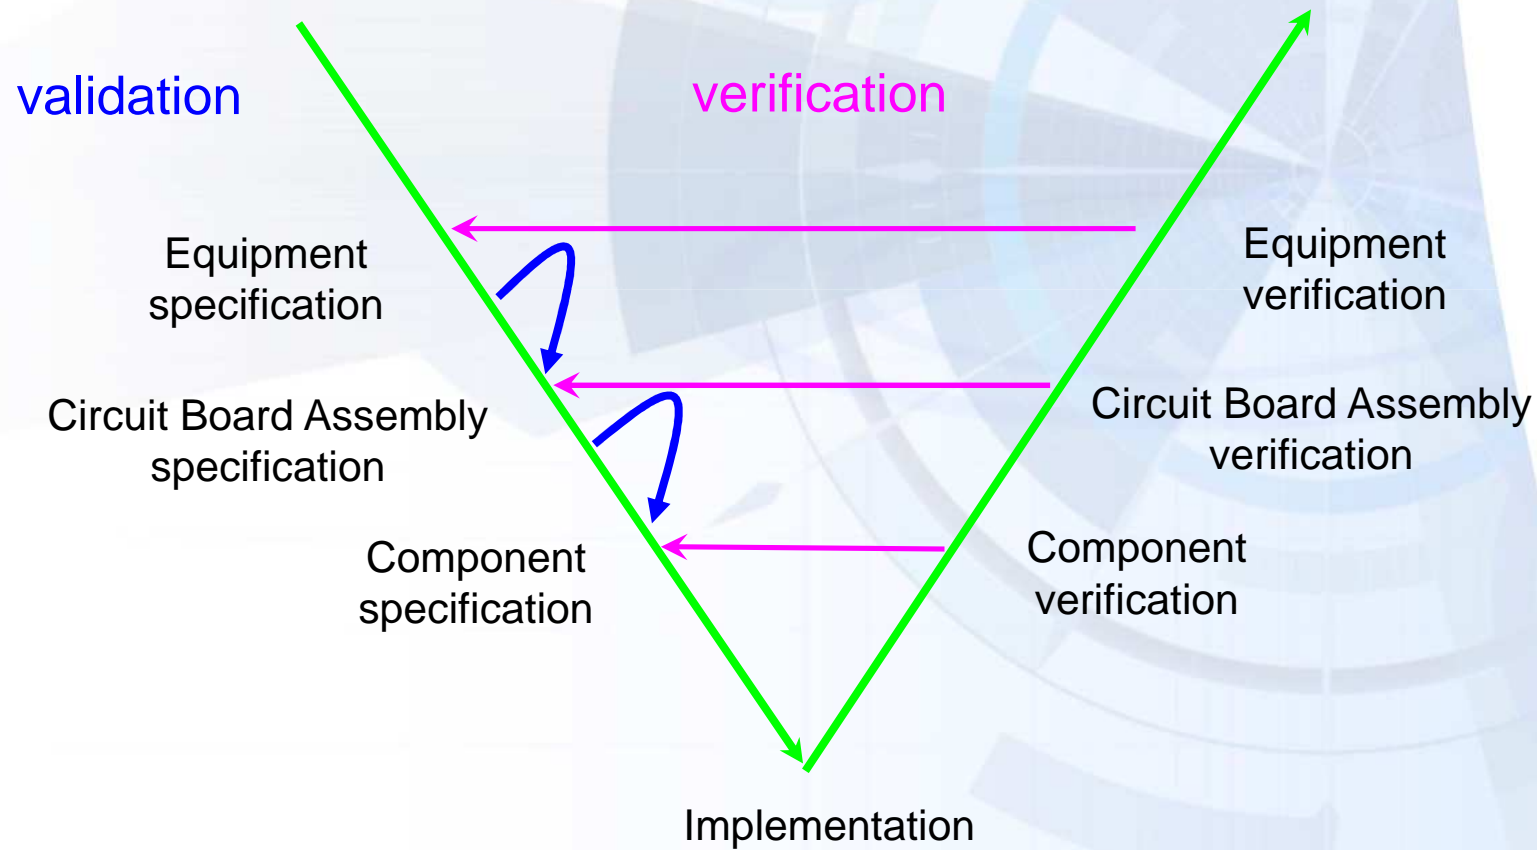 validation
verification
Equipment
specification
Equipment
verification
Circuit Board Assembly
specification
Circuit Board Assembly
verification
Component
specification
Component
verification
Implementation